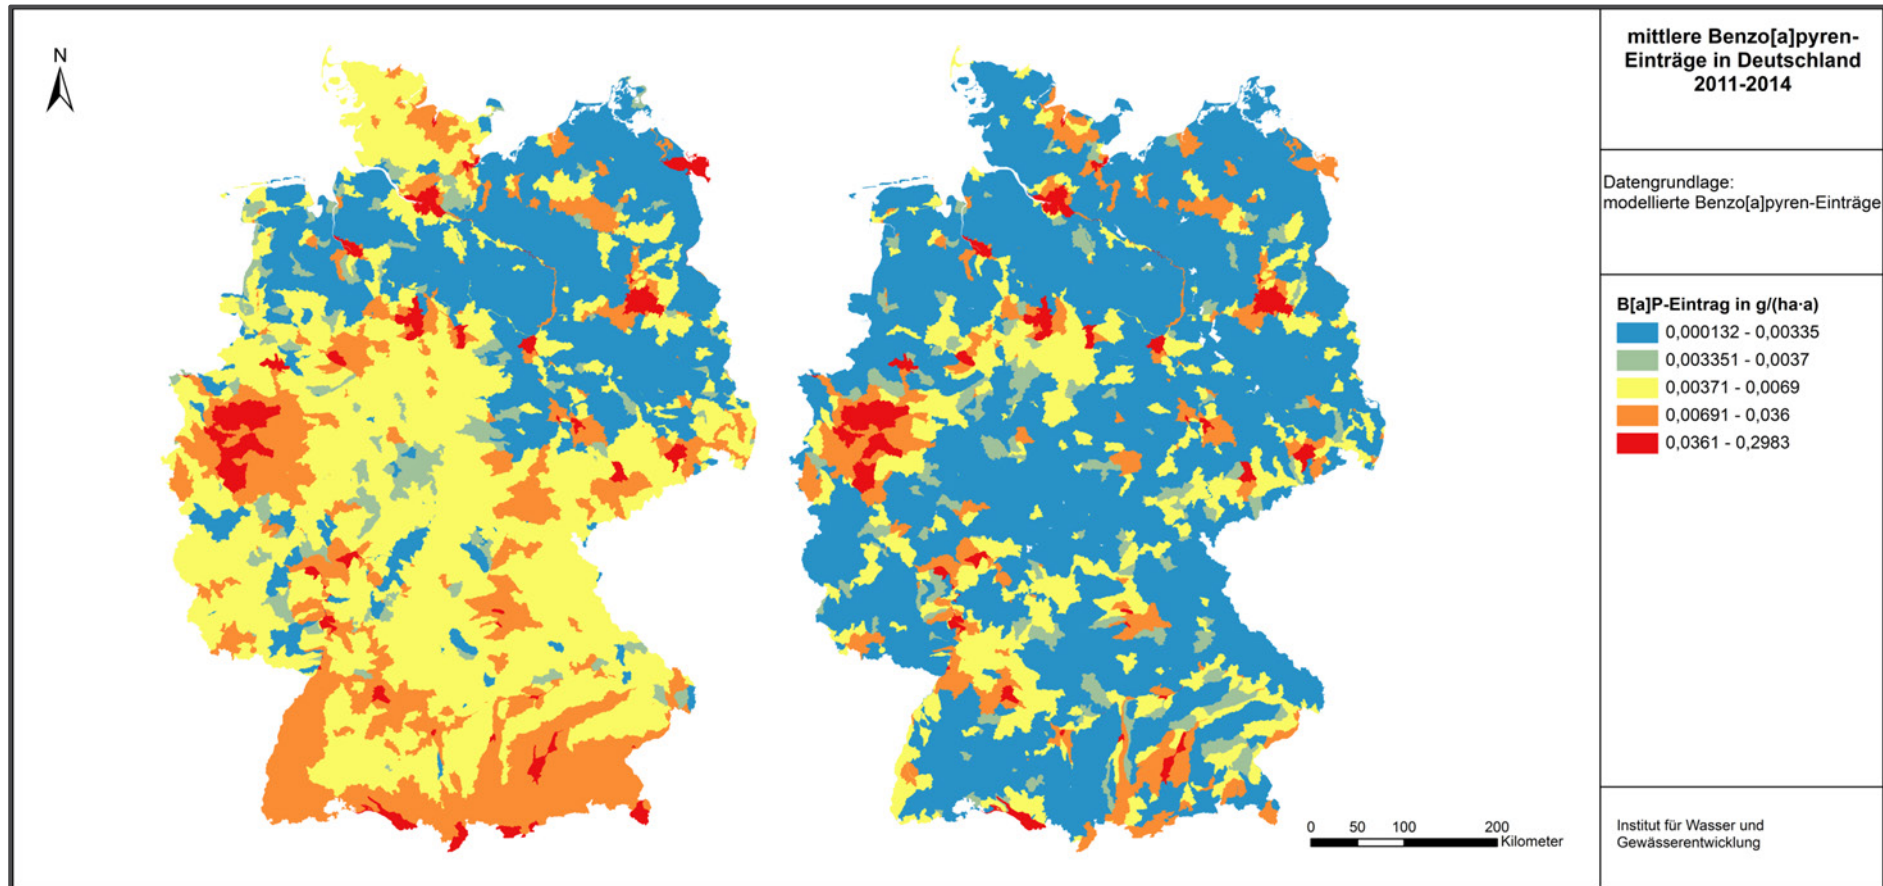 N
mittlere Benzo[a]pyren-
Einträge in Deutschland
2011-2014
Datengrundlage:
modellierte Benzo[a]pyren-Einträge
B[a]P-Eintrag in g/(ha·a)
0,000132 - 0,00335
0,003351 - 0,0037
0,00371 - 0,0069
0,00691 - 0,036
0,0361 - 0,2983
0 50 100 200
Kilometer
Institut für Wasser und
Gewässerentwicklung